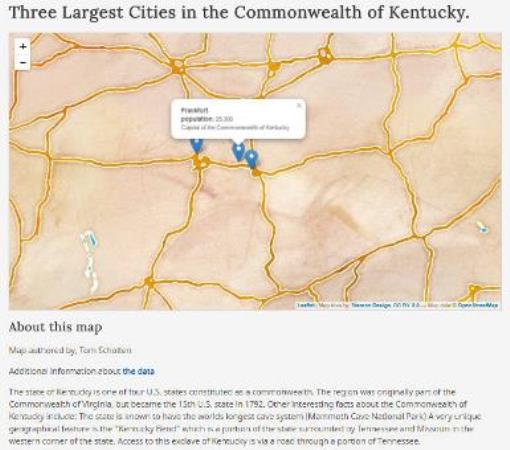 Three Largest Cities in the Commonwealth of Kentucky.
+
−
×
Frankfort
population: 25,300
Capital of the Commonwealth of Kentucky
Leaflet | Map tiles by Stamen Design, CC BY 3.0 — Map data © OpenStreetMap
About this map
Map authored by, Tom Scholten
Additional information about the data
The state of Kentucky is one of four U.S. states constituted as a commonwealth. The region was originally part of the
Commonwealth of Virginia, but became the 15th U.S. state in 1792. Other interesting facts about the Commonwealth of
Kentucky include: The state is known to have the worlds longest cave system (Mammoth Cave National Park) A very unique
geographical feature is the "Kentucky Bend" which is a portion of the state surrounded by Tennessee and Missouri in the
western corner of the state. Access to this exclave of Kentucky is via a road through a portion of Tennessee.